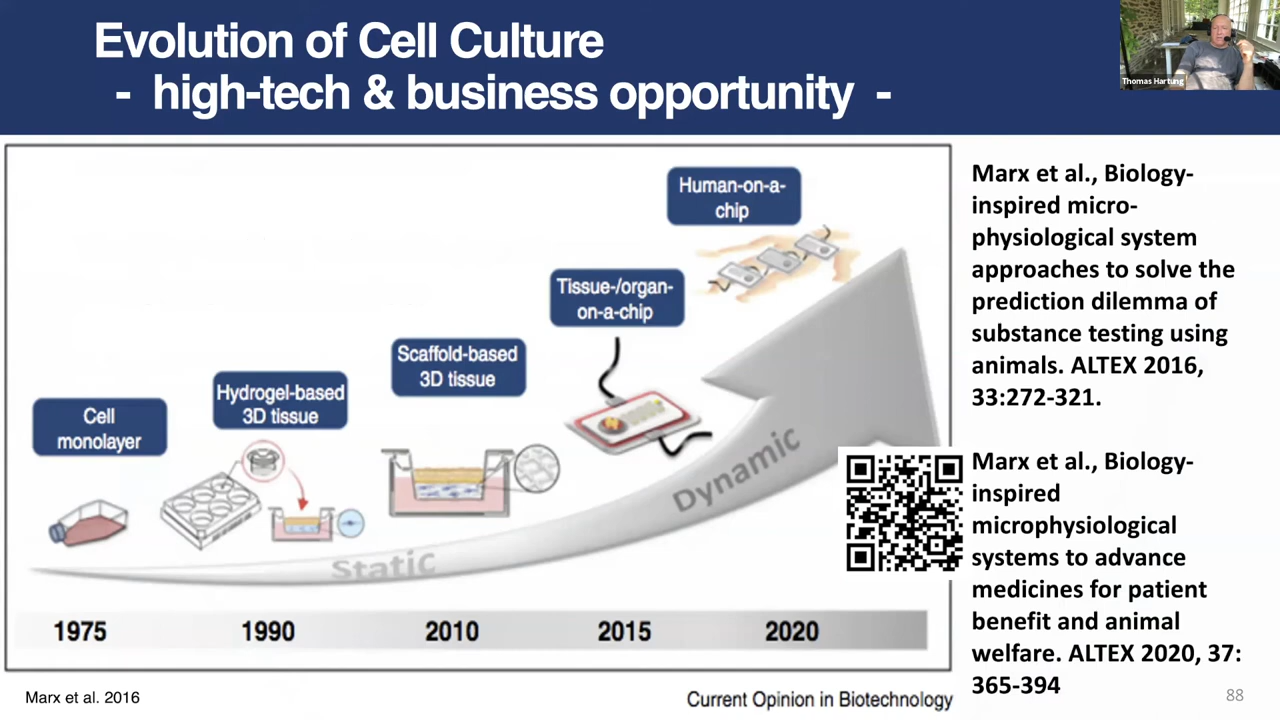 Evolution of Cell Culture
- high-tech & business opportunity -
Thomas Hartung
Human-on-a-
chip
Tissue-/organ-
on-a-chip
Scaffold-based
3D tissue
Hydrogel-based
3D tissue
Cell
monolayer
Dynamic
Static
1975 1990 2010 2015 2020
Marx et al., Biology-
inspired micro-
physiological system
approaches to solve the
prediction dilemma of
substance testing using
animals. ALTEX 2016,
33:272-321.
Marx et al., Biology-
inspired
microphysiological
systems to advance
medicines for patient
benefit and animal
welfare. ALTEX 2020, 37:
365-394
Marx et al. 2016
Current Opinion in Biotechnology
88